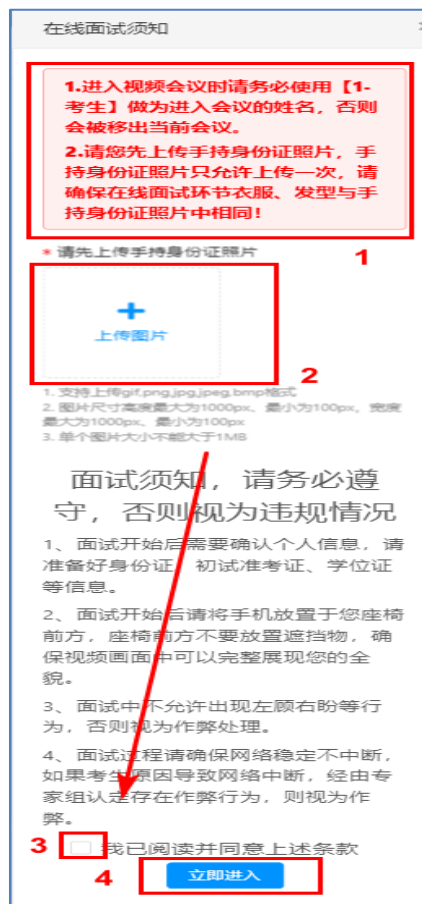 在线面试须知
1.进入视频会议时请务必使用【1-
考生】做为进入会议的姓名，否则
会被移出当前会议。
2.请您先上传手持身份证照片，手
持身份证照片只允许上传一次，请
确保在线面试环节衣服、发型与手
持身份证照片中相同！
* 请先上传手持身份证照片
1
+
上传图片
2
1. 支持上传gif,png,jpg,jpeg,bmp格式
2. 图片尺寸高度最大为1000px、最小为100px，宽度
最大为1000px、最小为100px
3. 单个图片大小不能大于1MB
面试须知，请务必遵
守，否则视为违规情况
1、面试开始后需要确认个人信息，请
准备好身份证、初试准考证、学位证
等信息。
2、面试开始后请将手机放置于您座椅
前方，座椅前方不要放置遮挡物，确
保视频画面中可以完整展现您的全
貌。
3、面试中不允许出现左顾右盼等行
为，否则视为作弊处理。
4、面试过程请确保网络稳定不中断，
如果考生原因导致网络中断，经由专
家组认定存在作弊行为，则视为作
弊。
3 我已阅读并同意上述条款
4 立即进入